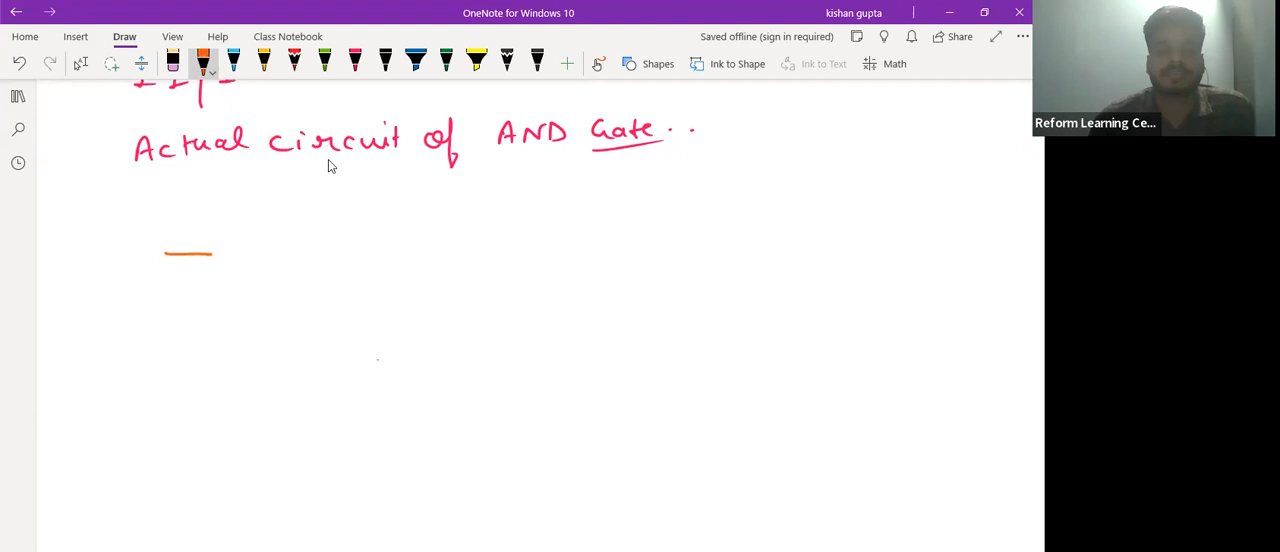 OneNote for Windows 10
kishan gupta
Home Insert Draw View Help Class Notebook
Saved offline (sign in required)
Share
Shapes
Ink to Shape
Ink to Text
Math
Reform Learning Ce...
Actual circuit of AND Gate..